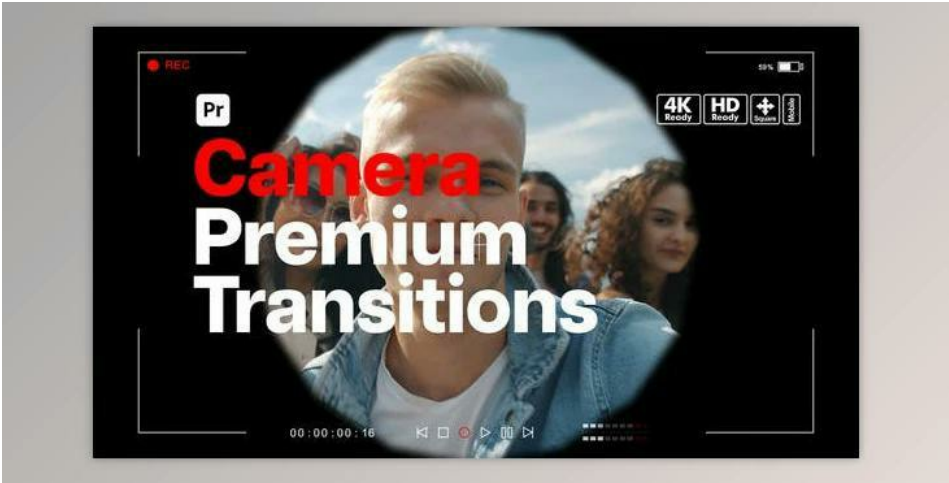 REC
59%
Pr
4K Ready HD Ready Square Mobile
Camera
Premium
Transitions
00:00:00:16